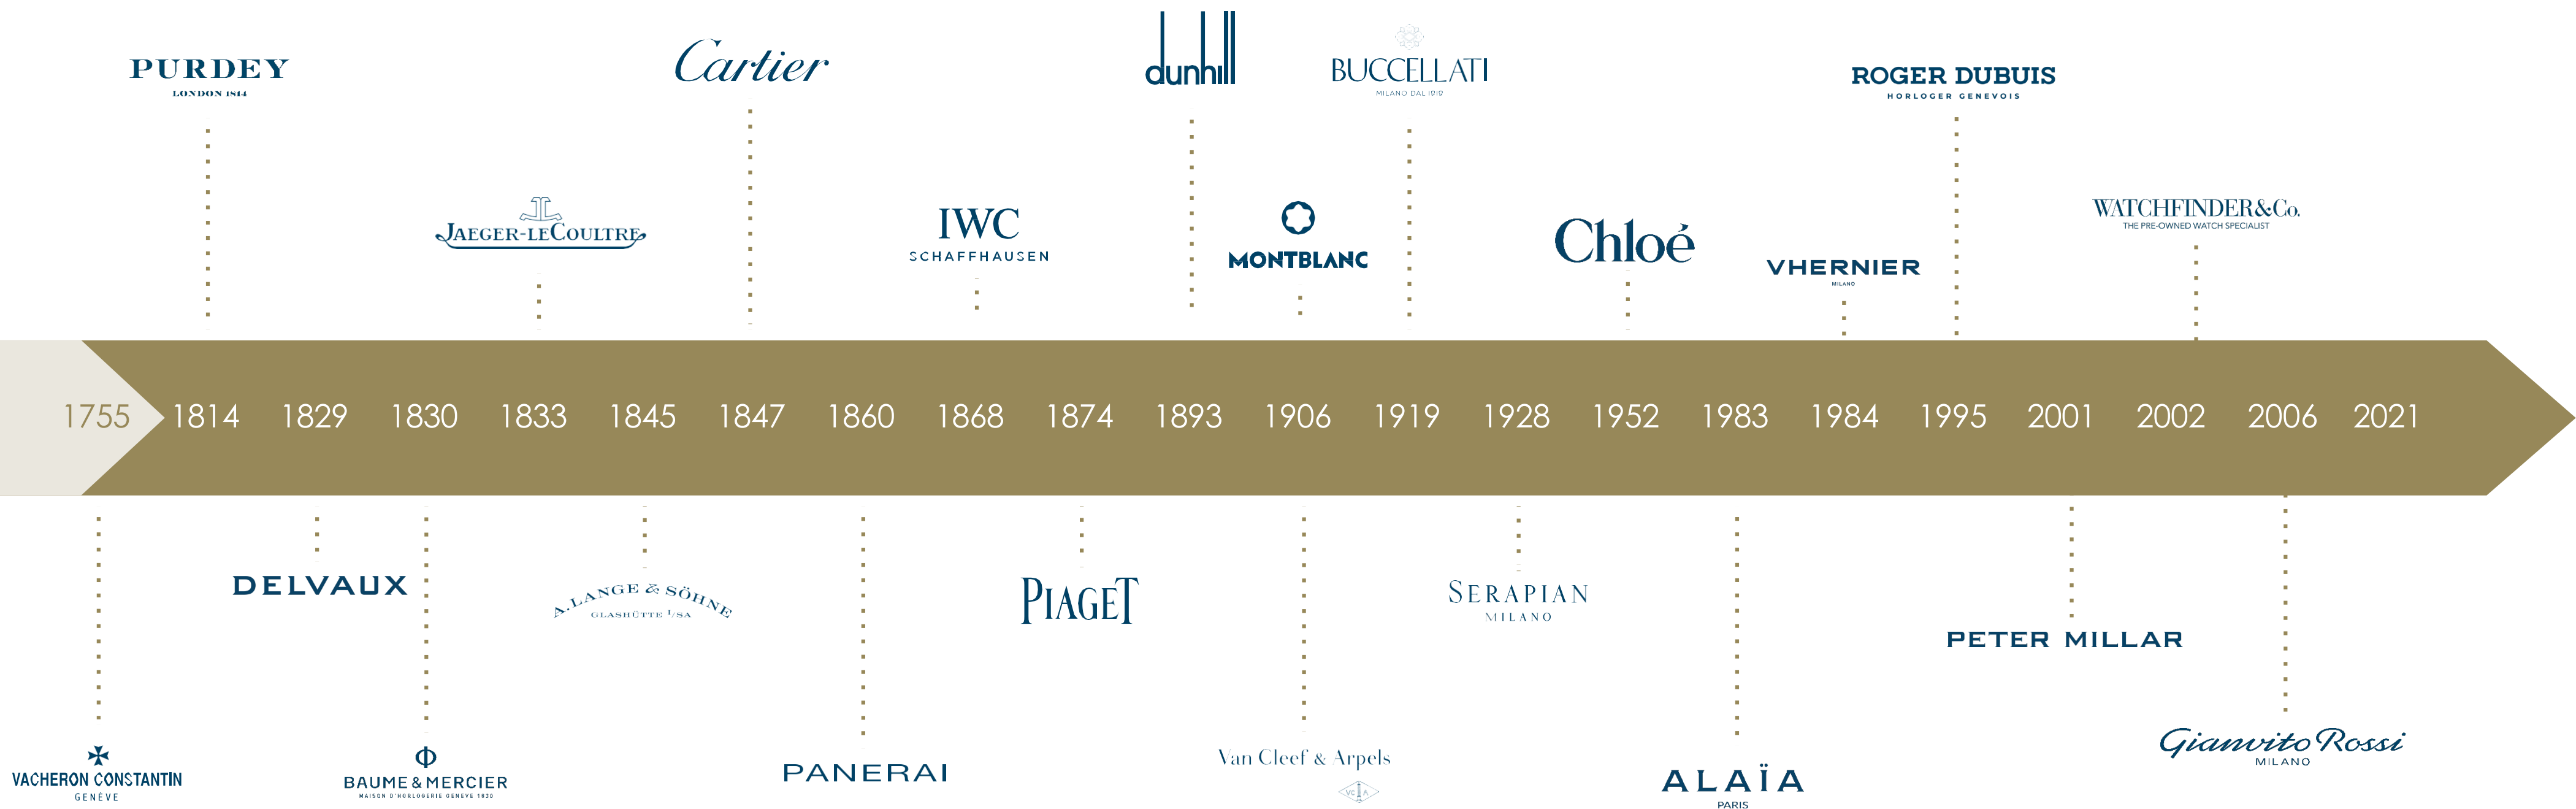 PURDEY
LONDON 1814
Cartier
dunhill
BUCCELLATI
MILANO DAL 1919
ROGER DUBUIS
HORLOGER GENEVOIS
JAEGER-LECOULTRE
IWC
SCHAFFHAUSEN
MONTBLANC
Chloé
VHERNIER
MILANO
WATCHFINDER&Co.
THE PRE-OWNED WATCH SPECIALIST
1755 1814 1829 1830 1833 1845 1847 1860 1868 1874 1893 1906 1919 1928 1952 1983 1984 1995 2001 2002 2006 2021
DELVAUX
A.LANGE & SÖHNE
GLASHÜTTE I/SA
PIAGET
SERAPIAN
MILANO
PETER MILLAR
VACHERON CONSTANTIN
GENÈVE
BAUME & MERCIER
MAISON D'HORLOGERIE GENEVE 1830
PANERAI
Van Cleef & Arpels
VCA
ALAÏA
PARIS
Gianvito Rossi
MILANO